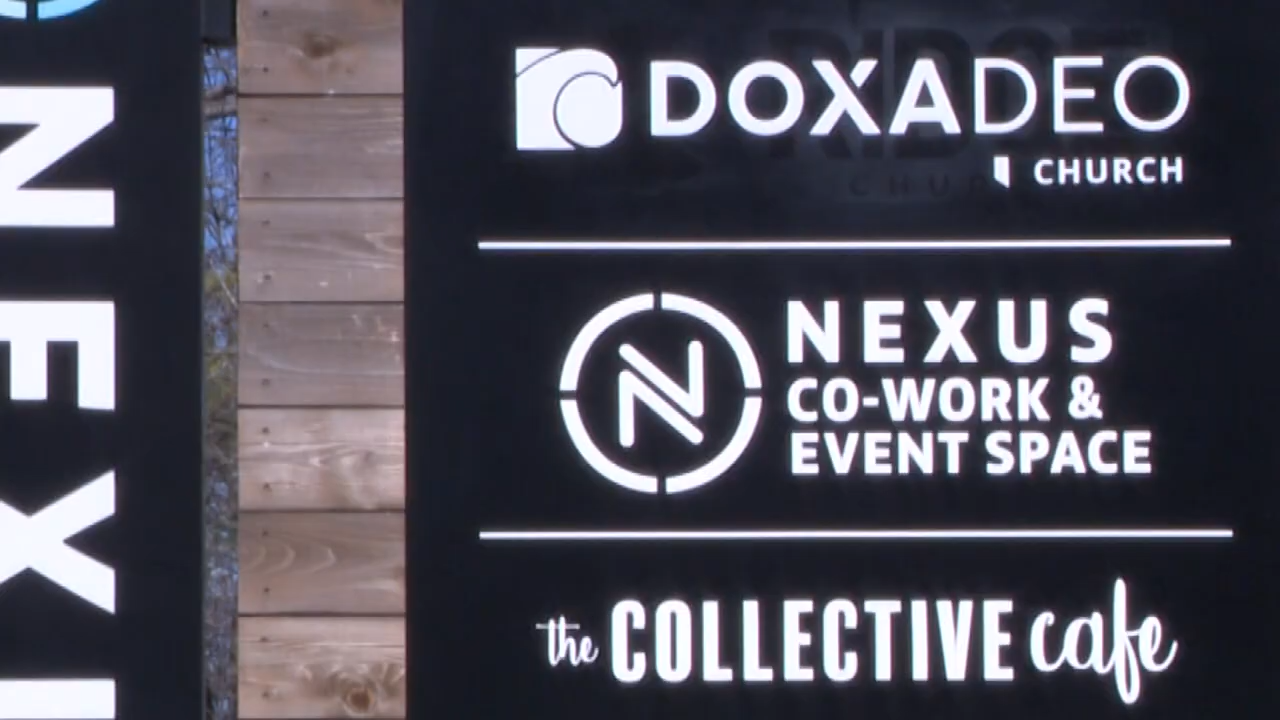 NEXU
DOXADEO
CHURCH
N
NEXUS
CO-WORK &
EVENT SPACE
the COLLECTIVE cafe